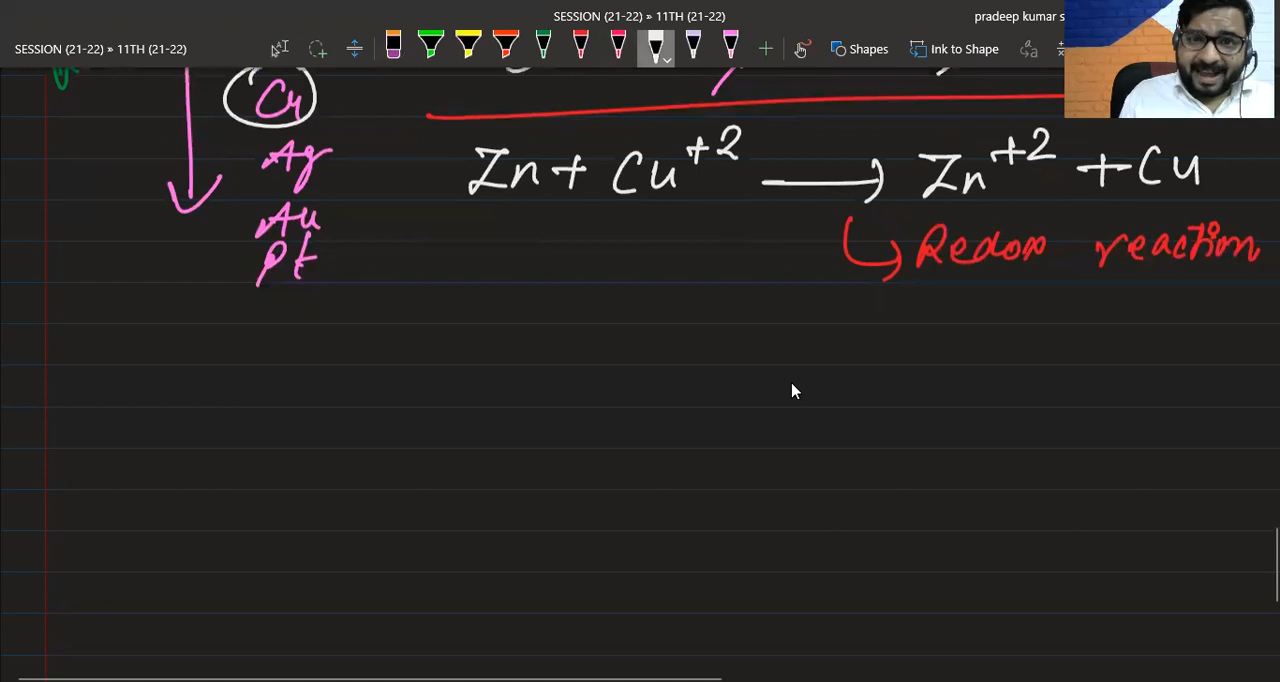 SESSION (21-22) » 11TH (21-22)
pradeep kumar s
SESSION (21-22) » 11TH (21-22)
Shapes
Ink to Shape
Cu
Ag
Au
Pt
Zn + Cu+2 → Zn+2 + Cu
Redox reaction